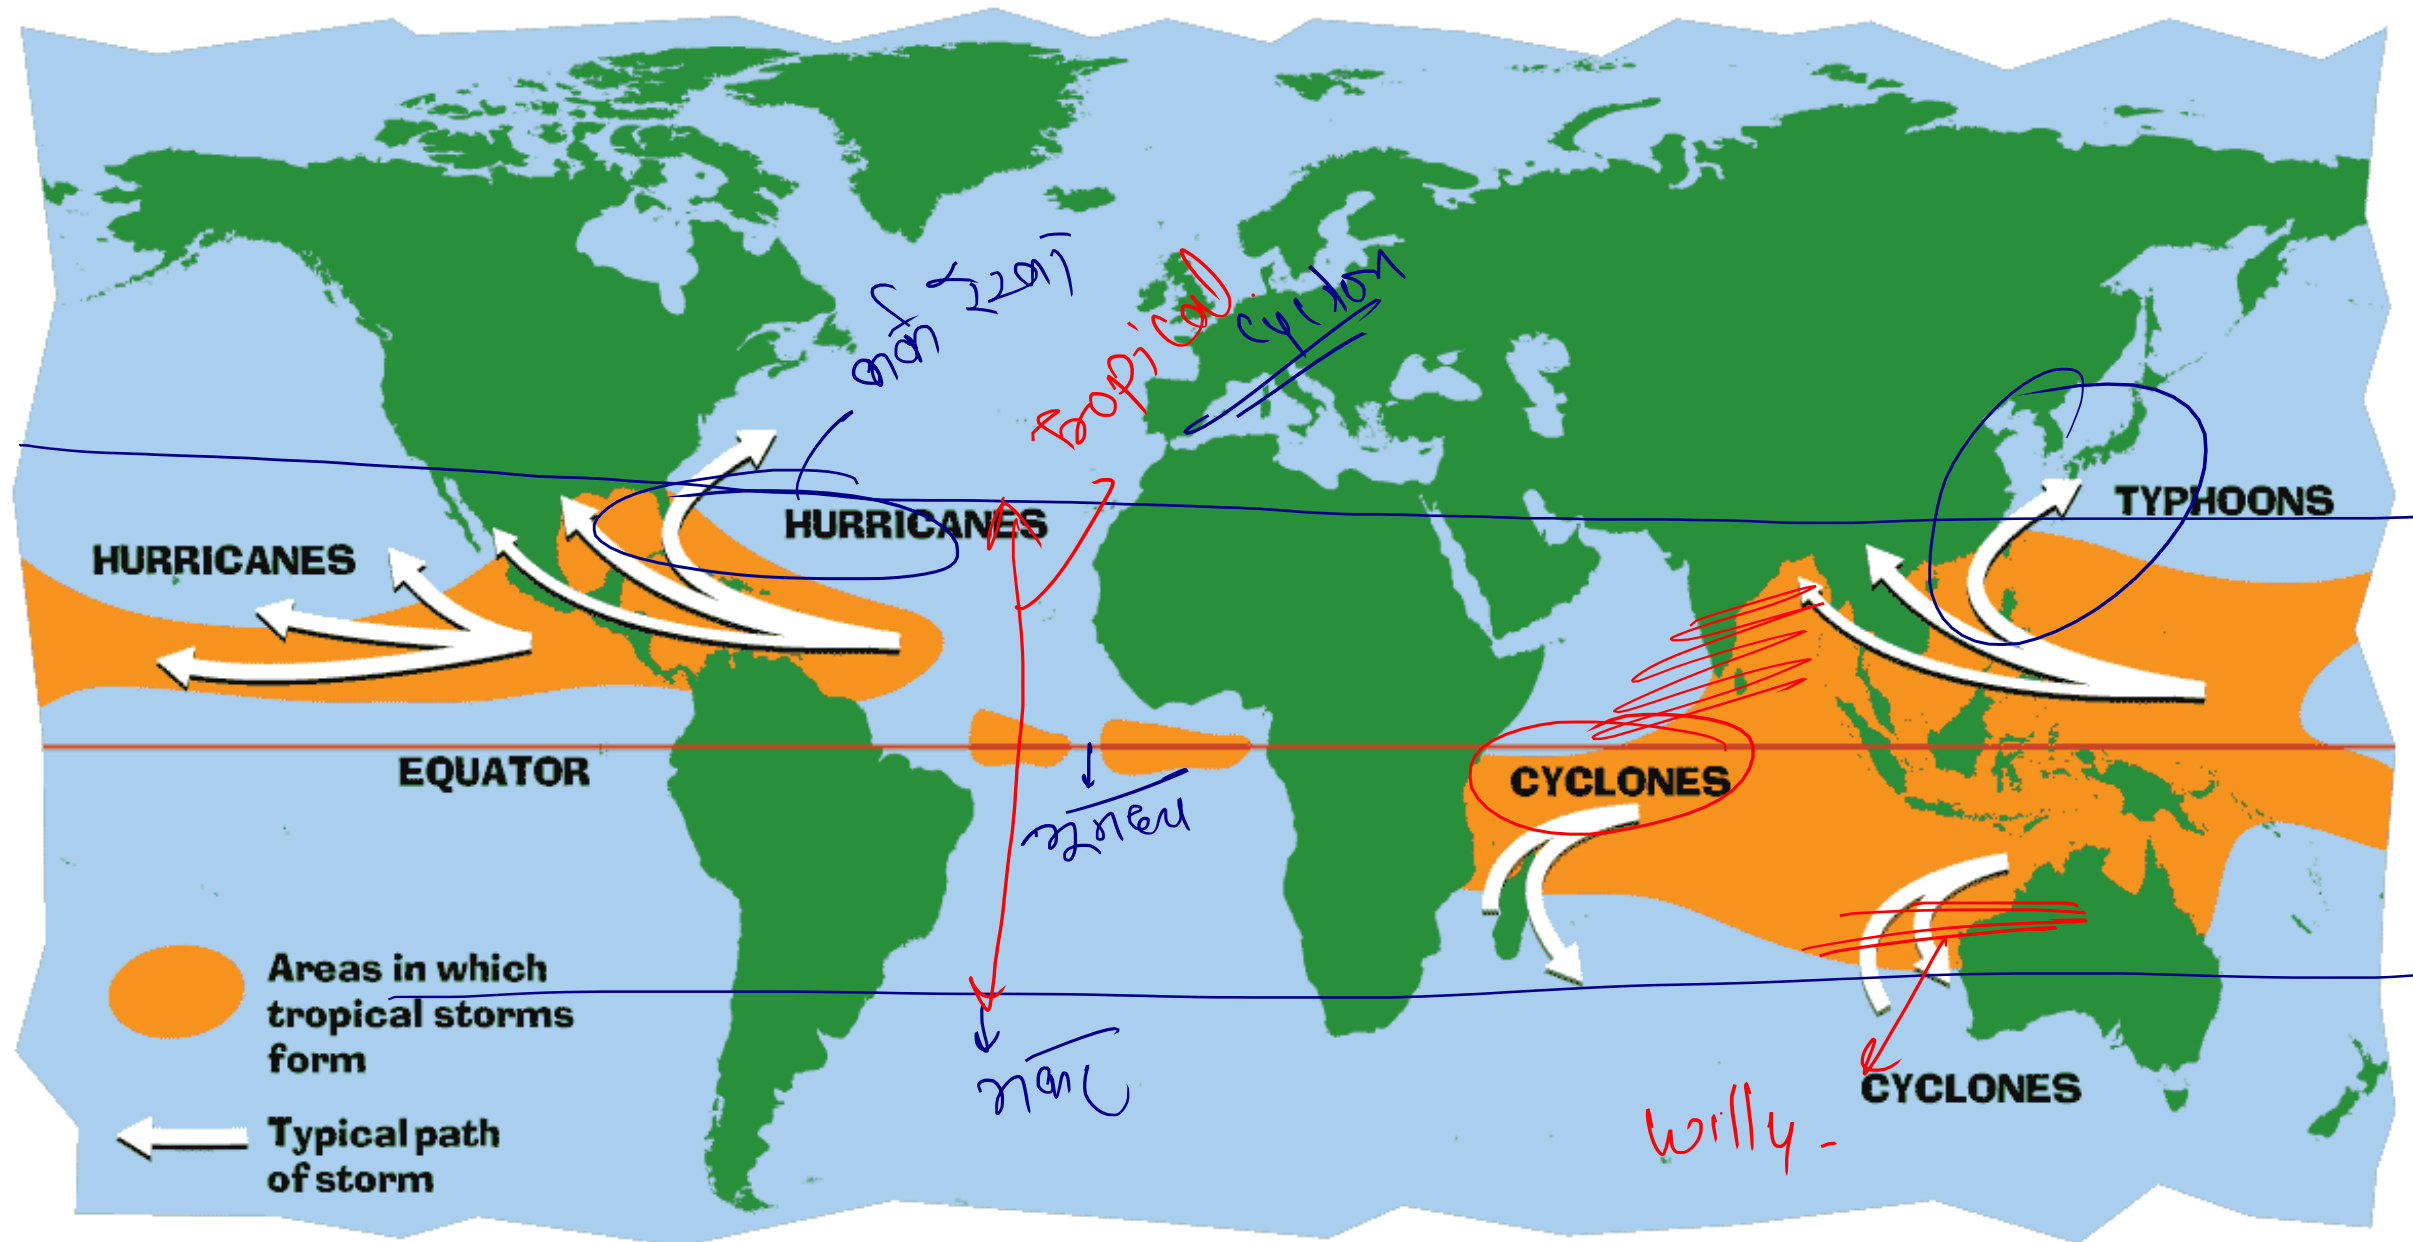 Tropical
cyclon
HURRICANES
TYPHOONS
HURRICANES
EQUATOR
CYCLONES
Areas in which
tropical storms
form
CYCLONES
Willy -
Typical path
of storm